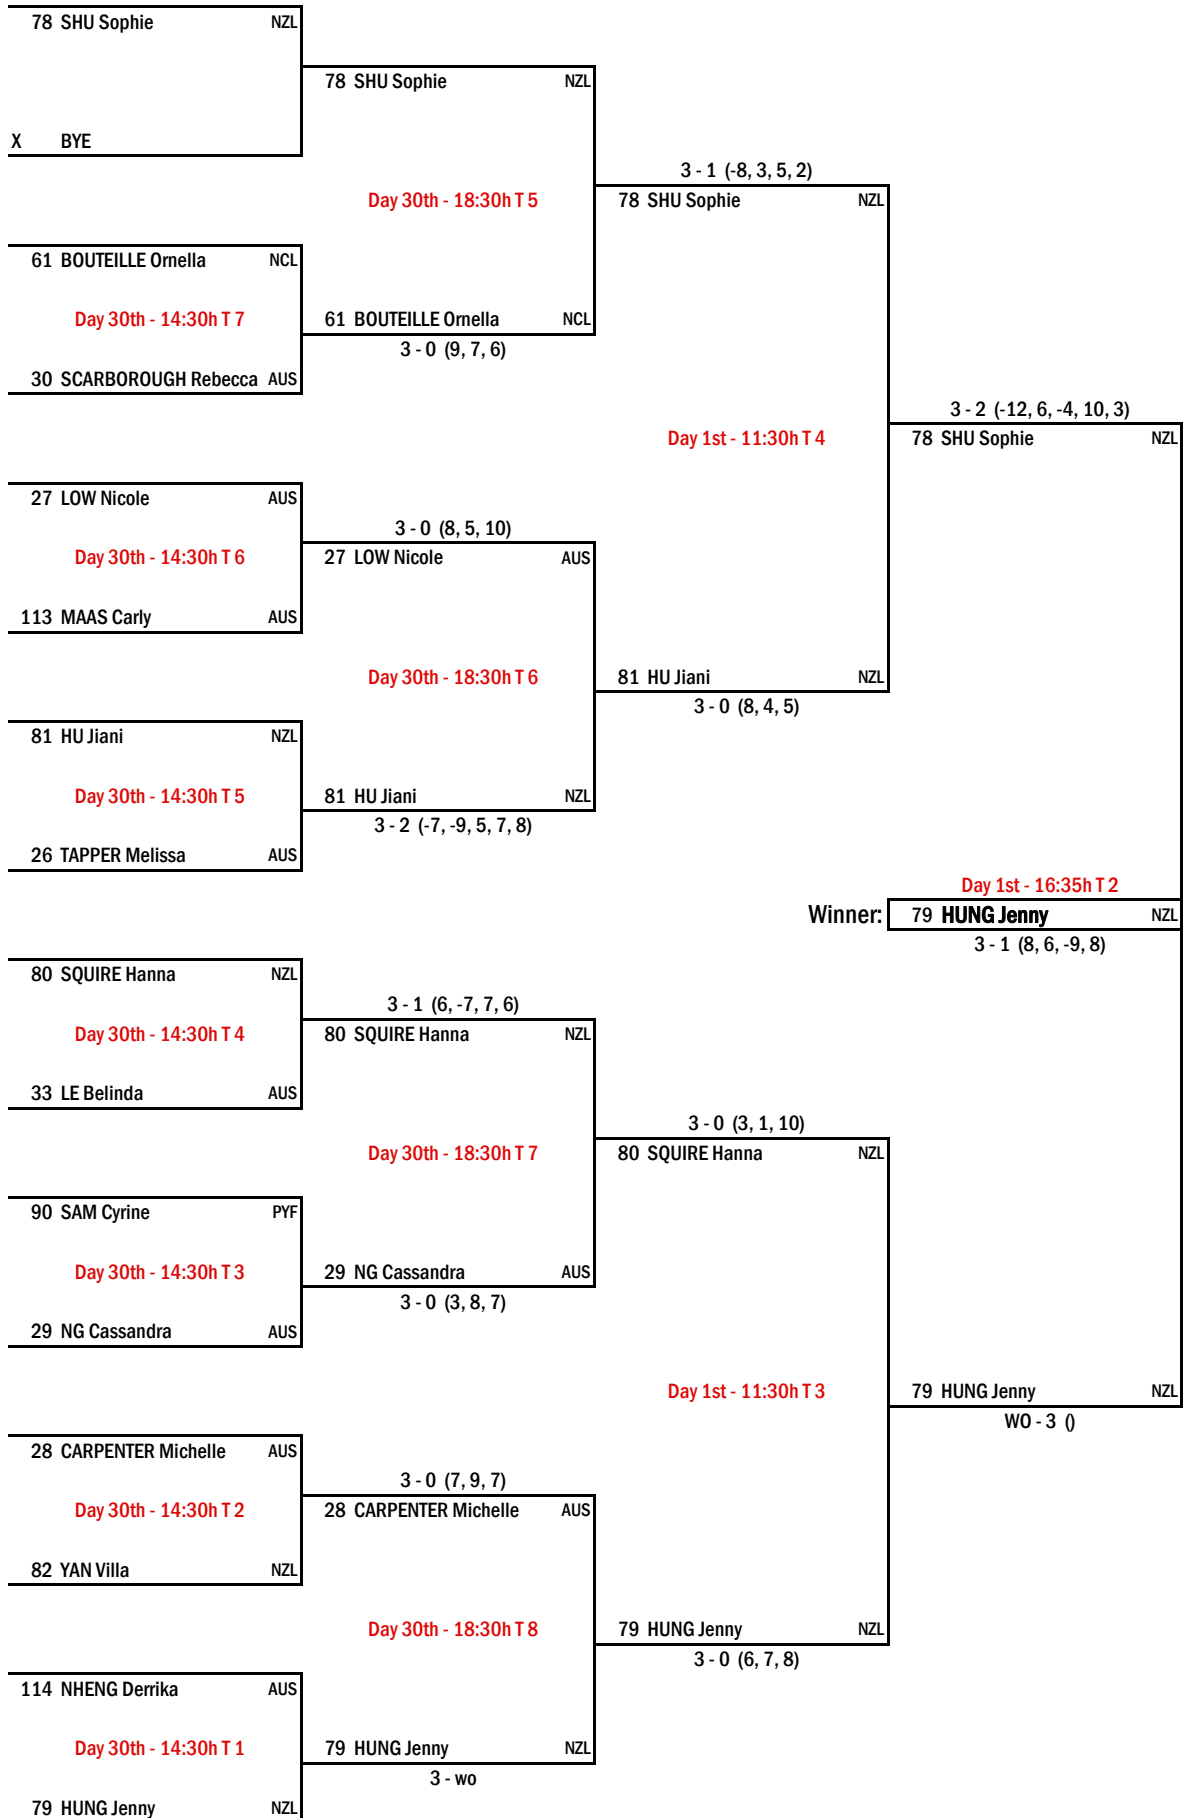 78 SHU Sophie NZL
78 SHU Sophie NZL
X BYE
3 - 1 (-8, 3, 5, 2)
Day 30th - 18:30h T 5
78 SHU Sophie NZL
61 BOUTEILLE Ornella NCL
Day 30th - 14:30h T 7
61 BOUTEILLE Ornella NCL
3 - 0 (9, 7, 6)
30 SCARBOROUGH Rebecca AUS
3 - 2 (-12, 6, -4, 10, 3)
Day 1st - 11:30h T 4
78 SHU Sophie NZL
27 LOW Nicole AUS
3 - 0 (8, 5, 10)
Day 30th - 14:30h T 6
27 LOW Nicole AUS
113 MAAS Carly AUS
Day 30th - 18:30h T 6
81 HU Jiani NZL
3 - 0 (8, 4, 5)
81 HU Jiani NZL
Day 30th - 14:30h T 5
81 HU Jiani NZL
3 - 2 (-7, -9, 5, 7, 8)
26 TAPPER Melissa AUS
Day 1st - 16:35h T 2
Winner: 79 HUNG Jenny NZL
3 - 1 (8, 6, -9, 8)
80 SQUIRE Hanna NZL
3 - 1 (6, -7, 7, 6)
Day 30th - 14:30h T 4
80 SQUIRE Hanna NZL
33 LE Belinda AUS
3 - 0 (3, 1, 10)
Day 30th - 18:30h T 7
80 SQUIRE Hanna NZL
90 SAM Cyrine PYF
Day 30th - 14:30h T 3
29 NG Cassandra AUS
3 - 0 (3, 8, 7)
29 NG Cassandra AUS
Day 1st - 11:30h T 3
79 HUNG Jenny NZL
WO - 3 ()
28 CARPENTER Michelle AUS
3 - 0 (7, 9, 7)
Day 30th - 14:30h T 2
28 CARPENTER Michelle AUS
82 YAN Villa NZL
Day 30th - 18:30h T 8
79 HUNG Jenny NZL
3 - 0 (6, 7, 8)
114 NHENG Derrika AUS
Day 30th - 14:30h T 1
79 HUNG Jenny NZL
3 - wo
79 HUNG Jenny NZL